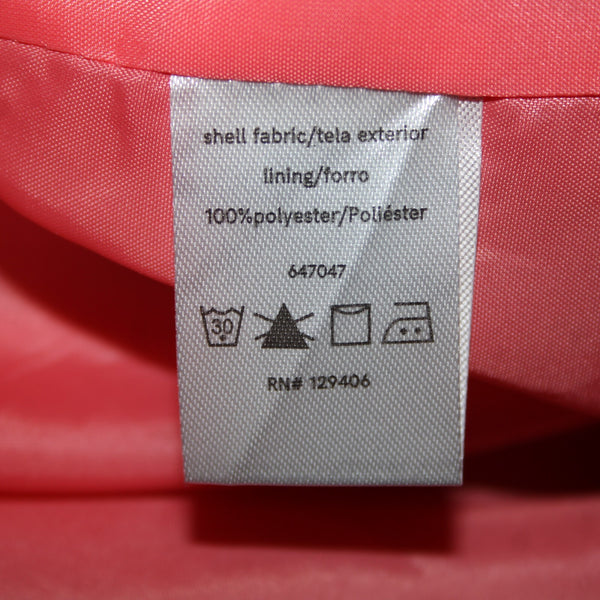 shell fabric/tela exterior
lining/forro
100%polyester/Poliéster
647047
30
RN# 129406